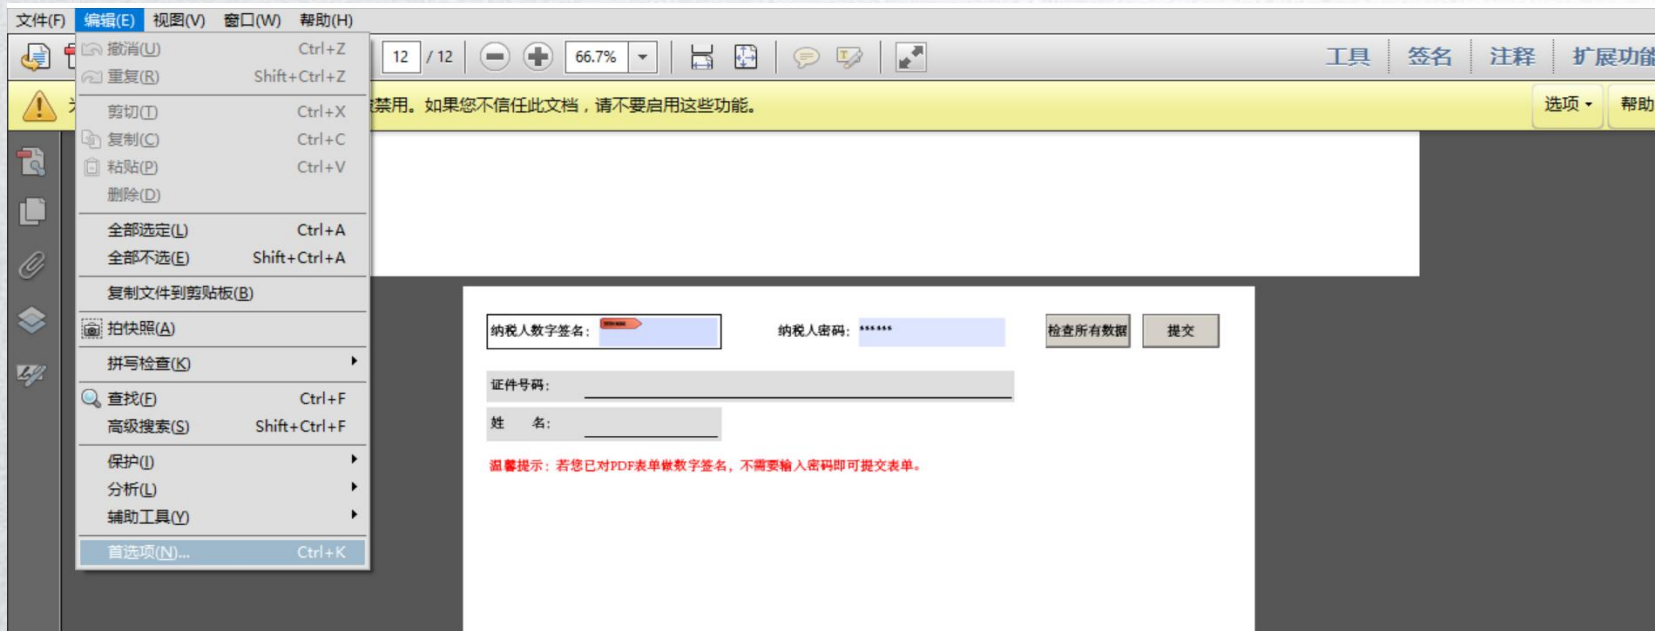 文件(F) 编辑(E) 视图(V) 窗口(W) 帮助(H)
12 / 12 66.7% 工具 签名 注释 扩展功能
禁用。如果您不信任此文档，请不要启用这些功能。 选项 帮助
撤消(U) Ctrl+Z
重复(R) Shift+Ctrl+Z
剪切(T) Ctrl+X
复制(C) Ctrl+C
粘贴(P) Ctrl+V
删除(D)
全部选定(L) Ctrl+A
全部不选(E) Shift+Ctrl+A
复制文件到剪贴板(B)
拍快照(A)
拼写检查(K)
查找(F) Ctrl+F
高级搜索(S) Shift+Ctrl+F
保护(I)
分析(L)
辅助工具(Y)
首选项(N)... Ctrl+K
纳税人数字签名： 纳税人密码： ****** 检查所有数据 提交
证件号码：
姓 名：
温馨提示：若您已对PDF表单做数字签名，不需要输入密码即可提交表单。